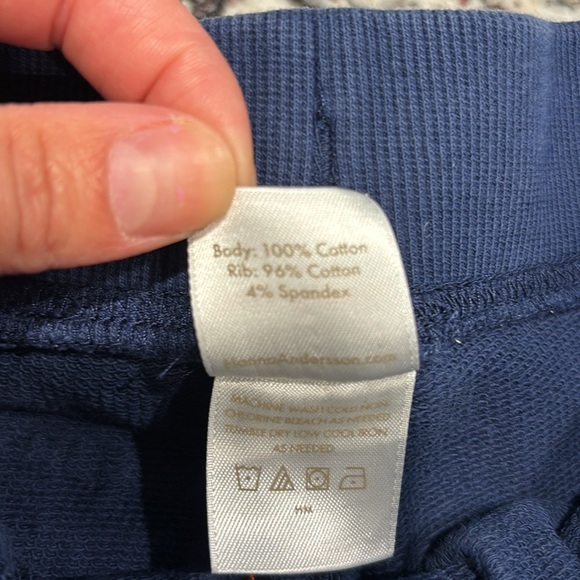 Body: 100% Cotton
Rib: 96% Cotton
4% Spandex
HannaAndersson.com
MACHINE WASH COLD NON-
CHLORINE BLEACH AS NEEDED
TUMBLE DRY LOW COOL IRON
AS NEEDED
HN